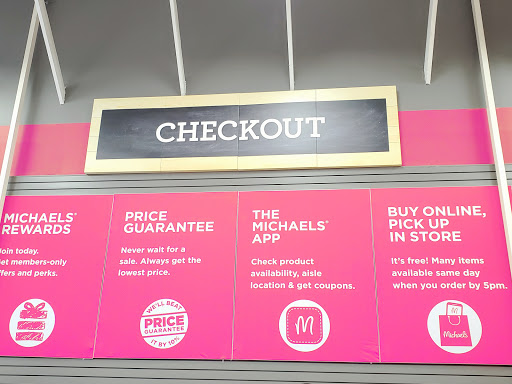 CHECKOUT
MICHAELS®
REWARDS
Join today.
Get members-only
offers and perks.
PRICE
GUARANTEE
Never wait for a
sale. Always get the
lowest price.
WE'LL BEAT
PRICE
GUARANTEE
IT BY 10%
THE
MICHAELS®
APP
Check product
availability, aisle
location & get coupons.
M
BUY ONLINE,
PICK UP
IN STORE
It's free! Many items
available same day
when you order by 5pm.
Michaels